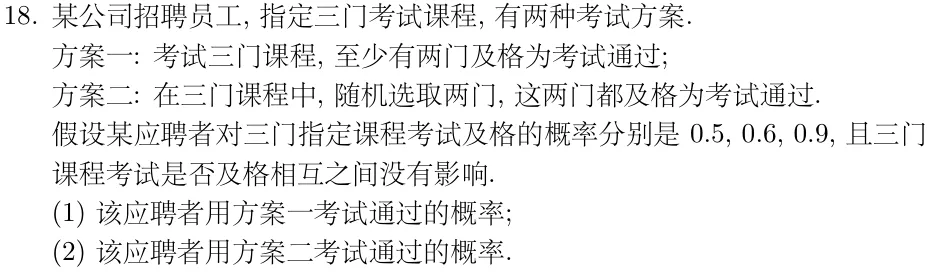 18. 某公司招聘员工, 指定三门考试课程, 有两种考试方案.
方案一: 考试三门课程, 至少有两门及格为考试通过;
方案二: 在三门课程中, 随机选取两门, 这两门都及格为考试通过.
假设某应聘者对三门指定课程考试及格的概率分别是 0.5, 0.6, 0.9, 且三门
课程考试是否及格相互之间没有影响.
(1) 该应聘者用方案一考试通过的概率;
(2) 该应聘者用方案二考试通过的概率.